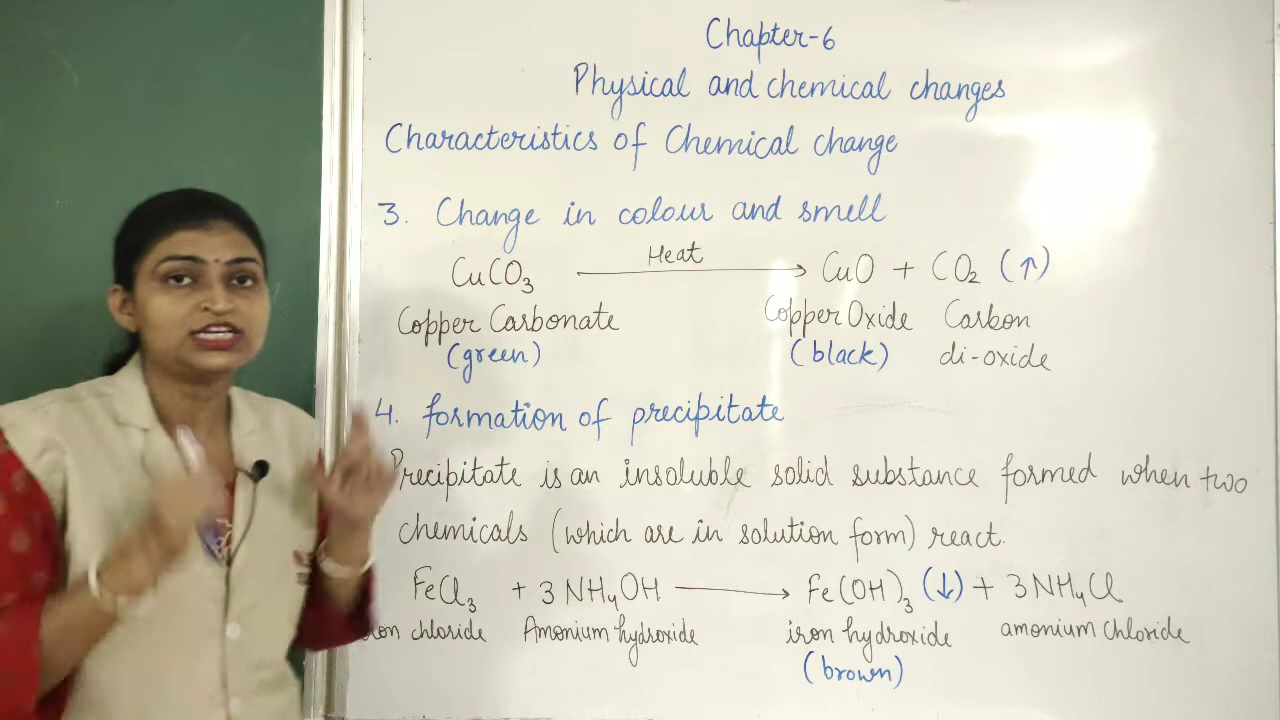 Chapter-6
Physical and chemical changes
Characteristics of Chemical change
3. Change in colour and smell
CuCO₃ Heat → CuO + CO₂ (↑)
Copper Carbonate Copper Oxide Carbon
(green) (black) di-oxide
4. formation of precipitate
Precipitate is an insoluble solid substance formed when two
chemicals (which are in solution form) react.
FeCl₃ + 3 NH₄OH → Fe(OH)₃ (↓) + 3 NH₄Cl
chloride Amonium hydroxide iron hydroxide amonium chloride
(brown)